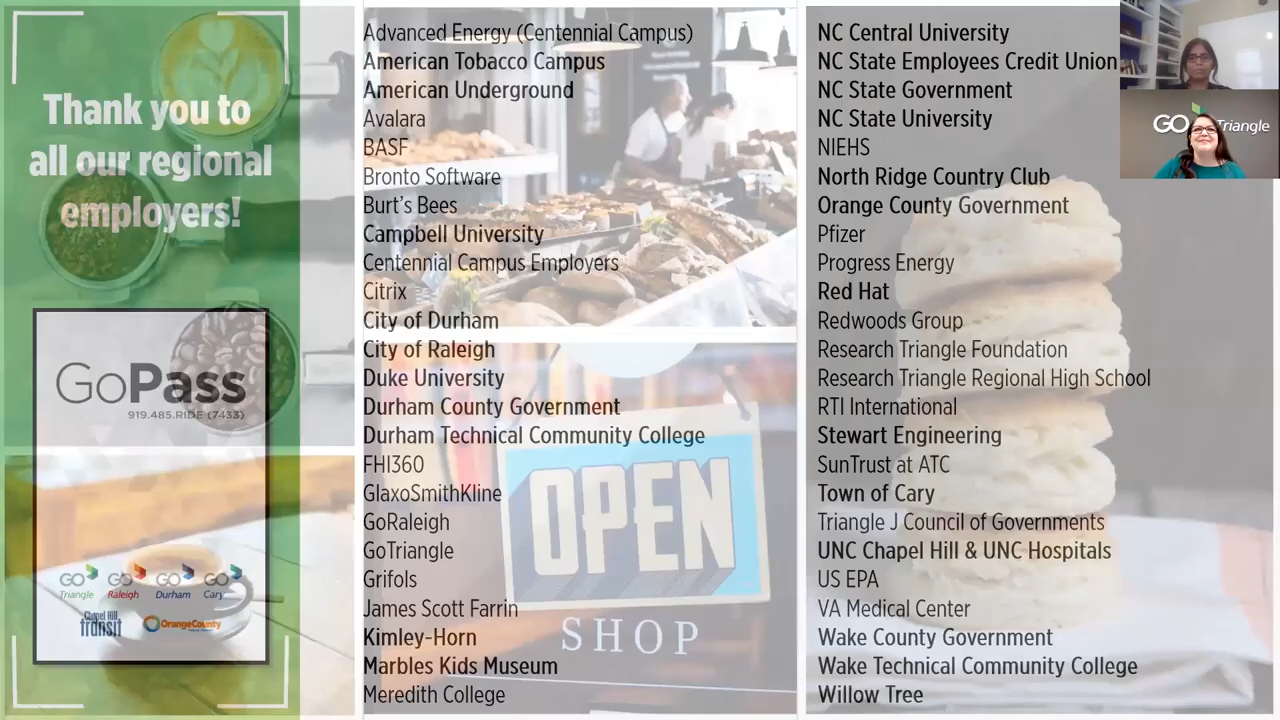 Thank you to
all our regional
employers!
GoPass
919.485.RIDE (7433)
GO Triangle
GO Raleigh
GO Durham
GO Cary
Chapel Hill
transit
OrangeCounty
Advanced Energy (Centennial Campus)
American Tobacco Campus
American Underground
Avalara
BASF
Bronto Software
Burt's Bees
Campbell University
Centennial Campus Employers
Citrix
City of Durham
City of Raleigh
Duke University
Durham County Government
Durham Technical Community College
FHI360
GlaxoSmithKline
GoRaleigh
GoTriangle
Grifols
James Scott Farrin
Kimley-Horn
Marbles Kids Museum
Meredith College
OPEN
SHOP
NC Central University
NC State Employees Credit Union
NC State Government
NC State University
NIEHS
North Ridge Country Club
Orange County Government
Pfizer
Progress Energy
Red Hat
Redwoods Group
Research Triangle Foundation
Research Triangle Regional High School
RTI International
Stewart Engineering
SunTrust at ATC
Town of Cary
Triangle J Council of Governments
UNC Chapel Hill & UNC Hospitals
US EPA
VA Medical Center
Wake County Government
Wake Technical Community College
Willow Tree
GO Triangle